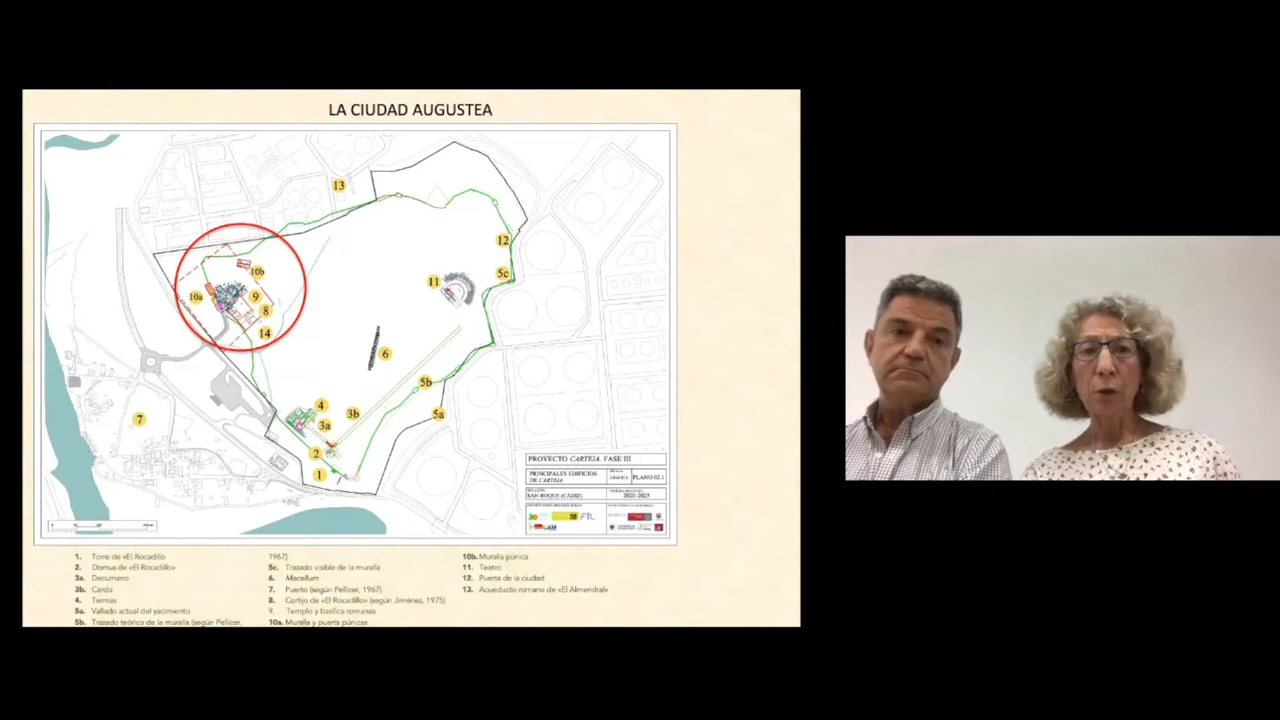 LA CIUDAD AUGUSTEA
13
12
5c
11
10b
10a
9
8
14
6
5b
5a
4
3b
3a
7
2
1
PROYECTO CARTEIA. FASE III
PRINCIPALES EDIFICIOS
DE CARTEIA
PLANO 02.1
SAN ROQUE (CÁDIZ)
2020-2025
1. Torre de «El Rocadillo
2. Domus de «El Rocadillo»
3a. Decumano
3b. Cardo
4. Termas
5a. Vallado actual del yacimiento
5b. Trazado teórico de la muralla (según Pellicer,
1967)
5c. Trazado visible de la muralla
6. Macellum
7. Puerto (según Pellicer, 1967)
8. Cortijo de «El Rocadillo» (según Jiménez, 1975)
9. Templo y basílica romanas
10a. Muralla y puerta púnicas
10b. Muralla púnica
11. Teatro
12. Puerta de la ciudad
13. Acueducto romano de «El Almendral»